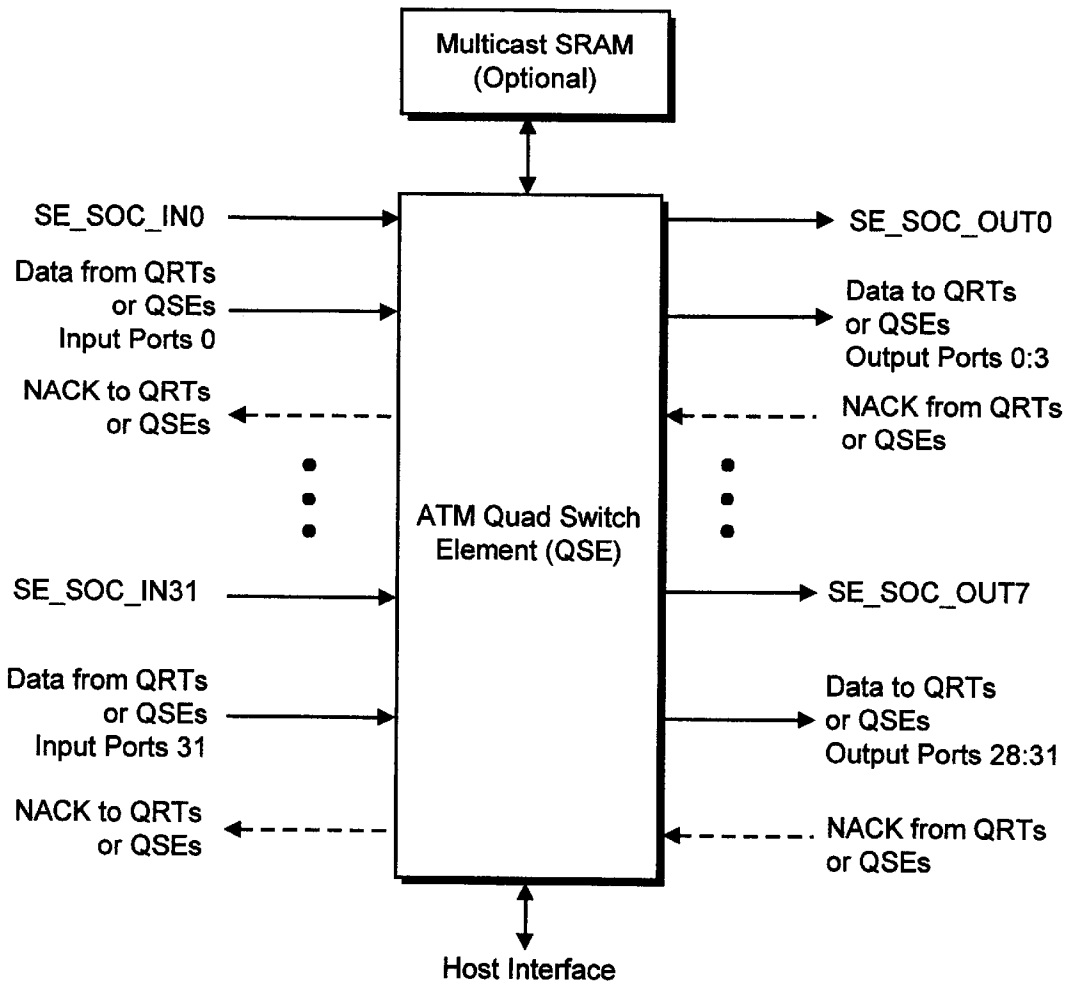 Multicast SRAM
(Optional)
SE_SOC_IN0
SE_SOC_OUT0
Data from QRTs
or QSEs
Input Ports 0
Data to QRTs
or QSEs
Output Ports 0:3
NACK to QRTs
or QSEs
NACK from QRTs
or QSEs
ATM Quad Switch
Element (QSE)
SE_SOC_IN31
SE_SOC_OUT7
Data from QRTs
or QSEs
Input Ports 31
Data to QRTs
or QSEs
Output Ports 28:31
NACK to QRTs
or QSEs
NACK from QRTs
or QSEs
Host Interface